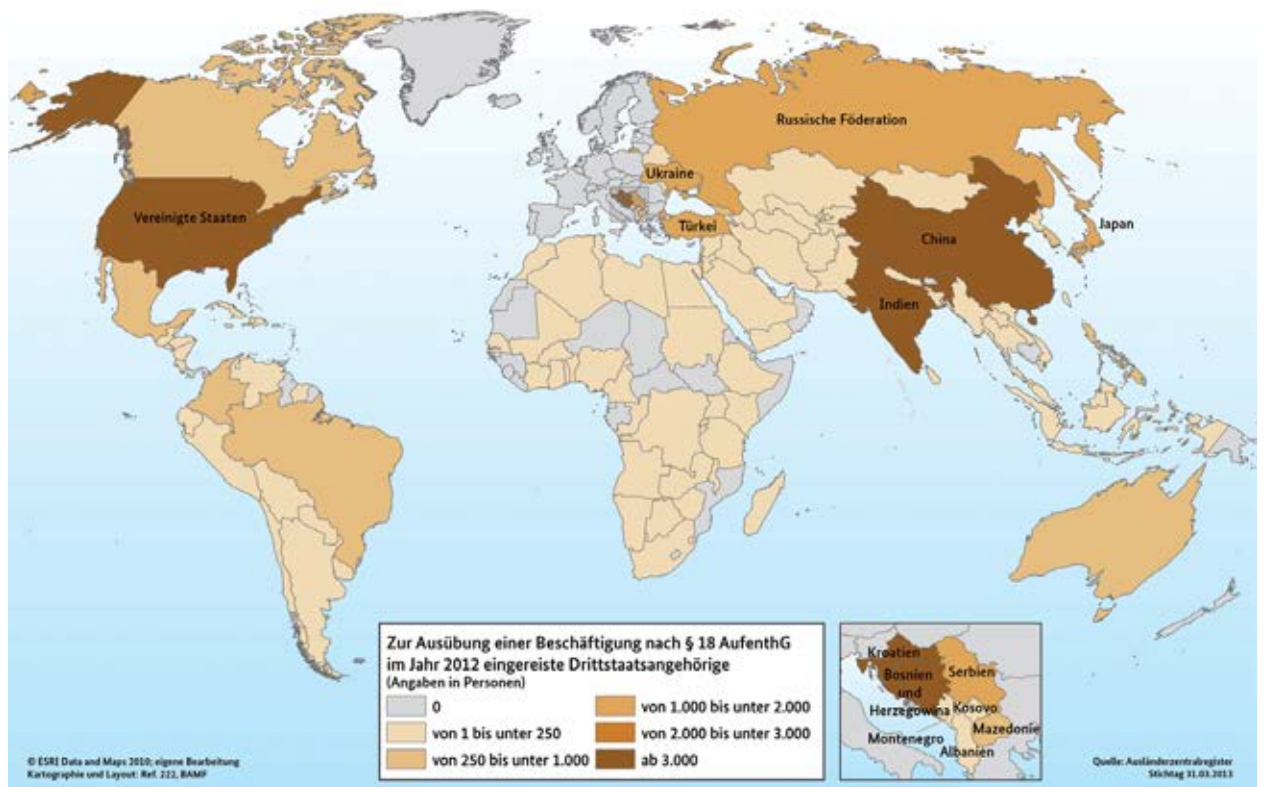 Russische Föderation
Ukraine
Vereinigte Staaten
Türkei
Japan
China
Indien
Zur Ausübung einer Beschäftigung nach § 18 AufenthG
im Jahr 2012 eingereiste Drittstaatsangehörige
(Angaben in Personen)
0
von 1 bis unter 250
von 250 bis unter 1.000
von 1.000 bis unter 2.000
von 2.000 bis unter 3.000
ab 3.000
Kroatien
Bosnien
und
Herzegowina
Serbien
Kosovo
Mazedonie
Montenegro
Albanien
© ESRI Data and Maps 2010; eigene Bearbeitung
Kartographie und Layout: Ref. 222, BAMF
Quelle: Ausländerzentralregister
Stichtag 31.03.2013